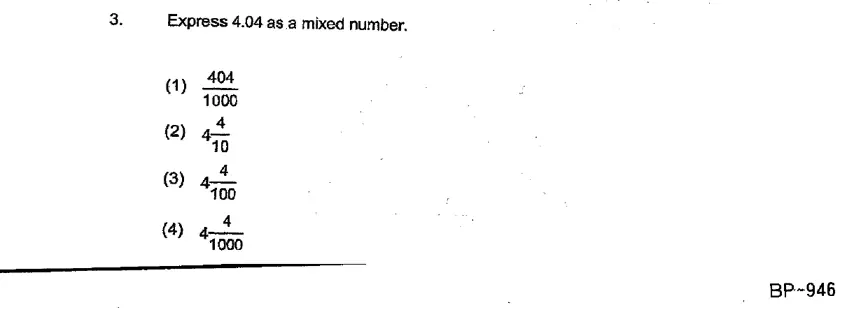 3. Express 4.04 as a mixed number.
(1) 404/1000
(2) 4 4/10
(3) 4 4/100
(4) 4 4/1000
BP~946